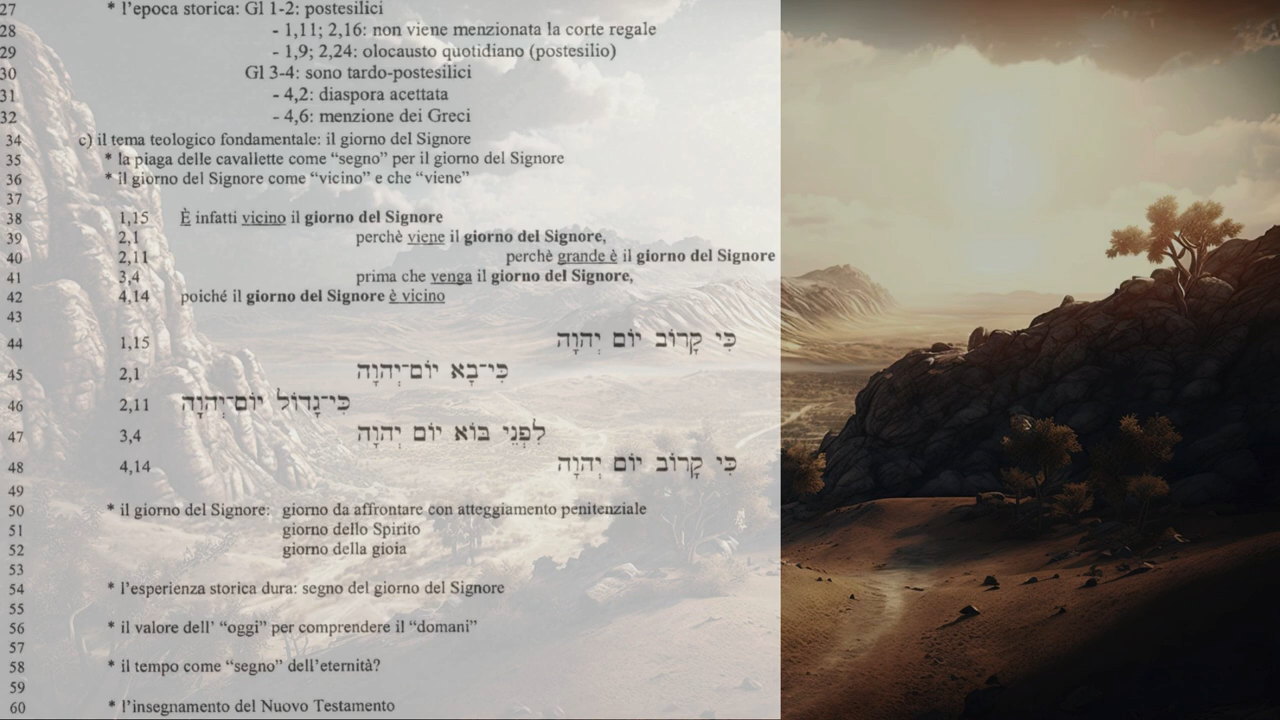 27 * l'epoca storica: Gl 1-2: postesilici
28 - 1,11; 2,16: non viene menzionata la corte regale
29 - 1,9; 2,24: olocausto quotidiano (postesilio)
30 Gl 3-4: sono tardo-postesilici
31 - 4,2: diaspora acettata
32 - 4,6: menzione dei Greci
34 c) il tema teologico fondamentale: il giorno del Signore
35 * la piaga delle cavallette come “segno” per il giorno del Signore
36 * il giorno del Signore come “vicino” e che “viene”
37
38 1,15 È infatti vicino il giorno del Signore
39 2,1 perchè viene il giorno del Signore,
40 2,11 perchè grande è il giorno del Signore
41 3,4 prima che venga il giorno del Signore,
42 4,14 poiché il giorno del Signore è vicino
43
44 1,15 כִּי קָרוֹב יוֹם יְהוָה
45 2,1 כִּי־בָא יוֹם־יְהוָה
46 2,11 כִּי־גָדוֹל יוֹם־יְהוָה
47 3,4 לִפְנֵי בּוֹא יוֹם יְהוָה
48 4,14 כִּי קָרוֹב יוֹם יְהוָה
49
50 * il giorno del Signore: giorno da affrontare con atteggiamento penitenziale
51 giorno dello Spirito
52 giorno della gioia
53
54 * l'esperienza storica dura: segno del giorno del Signore
55
56 * il valore dell' “oggi” per comprendere il “domani”
57
58 * il tempo come “segno” dell'eternità?
59
60 * l'insegnamento del Nuovo Testamento